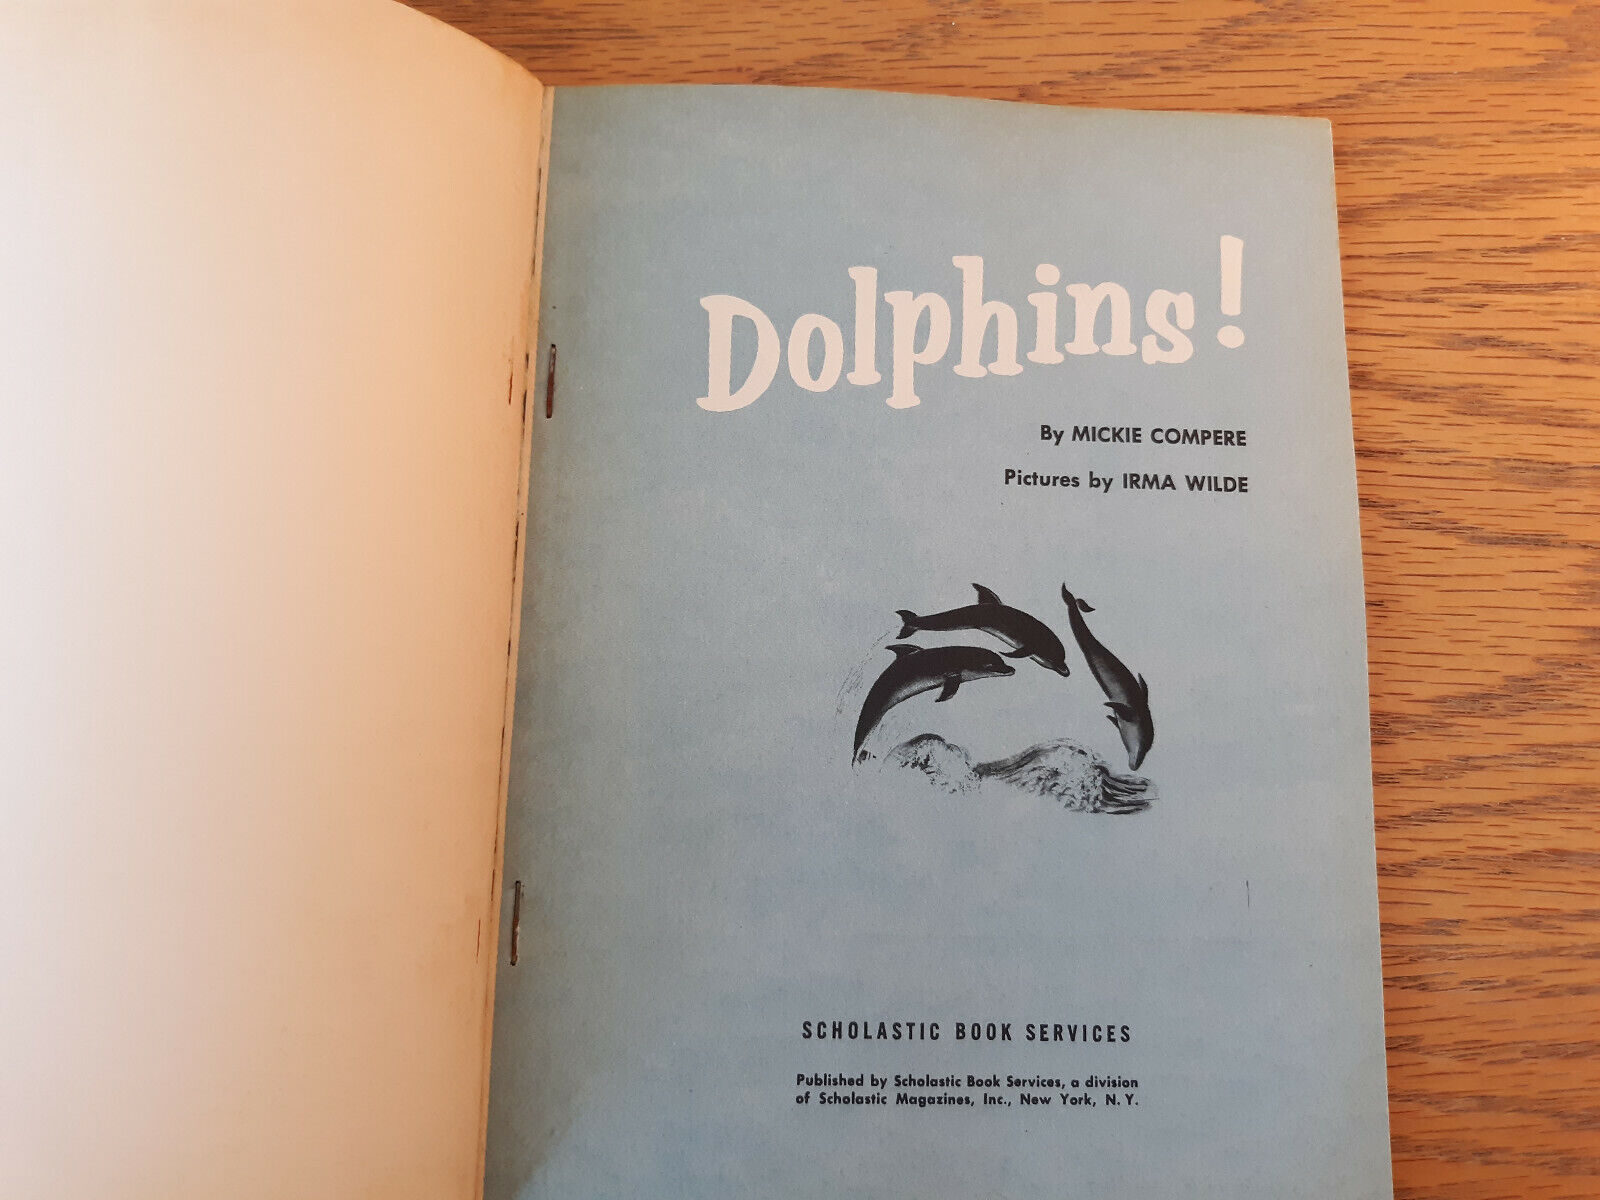 Dolphins!
By MICKIE COMPERE
Pictures by IRMA WILDE
SCHOLASTIC BOOK SERVICES
Published by Scholastic Book Services, a division
of Scholastic Magazines, Inc., New York, N. Y.